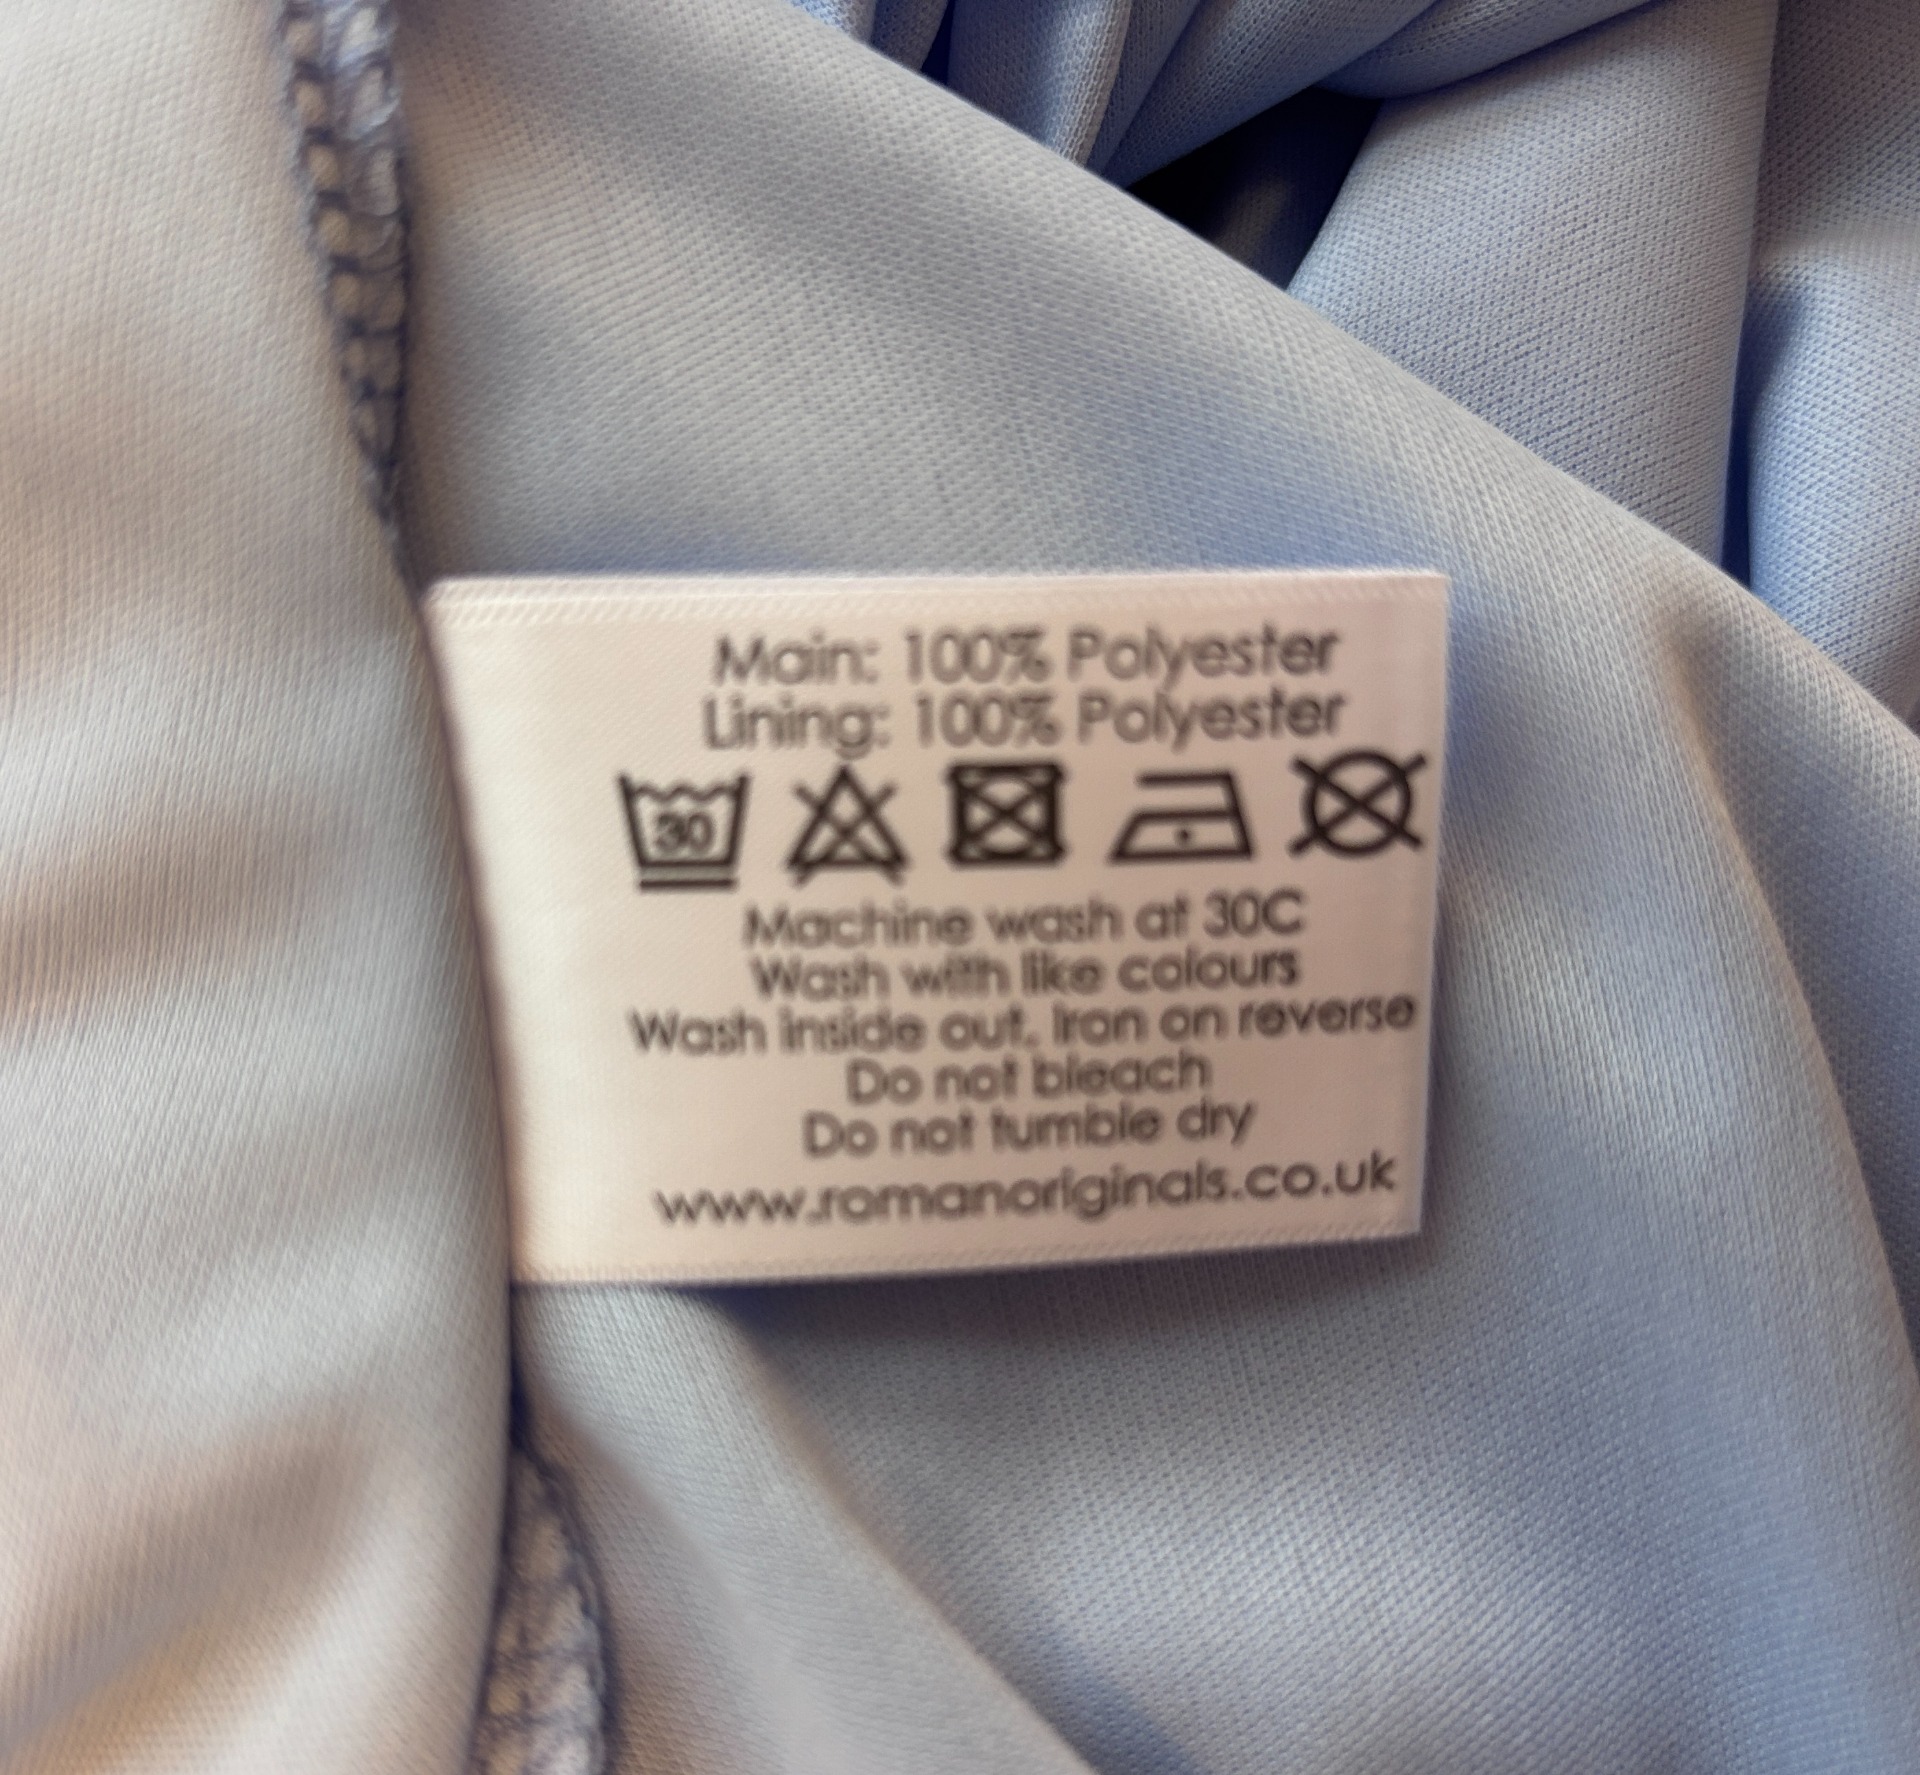 Main: 100% Polyester
Lining: 100% Polyester
30
Machine wash at 30C
Wash with like colours
Wash inside out. Iron on reverse
Do not bleach
Do not tumble dry
www.romanoriginals.co.uk